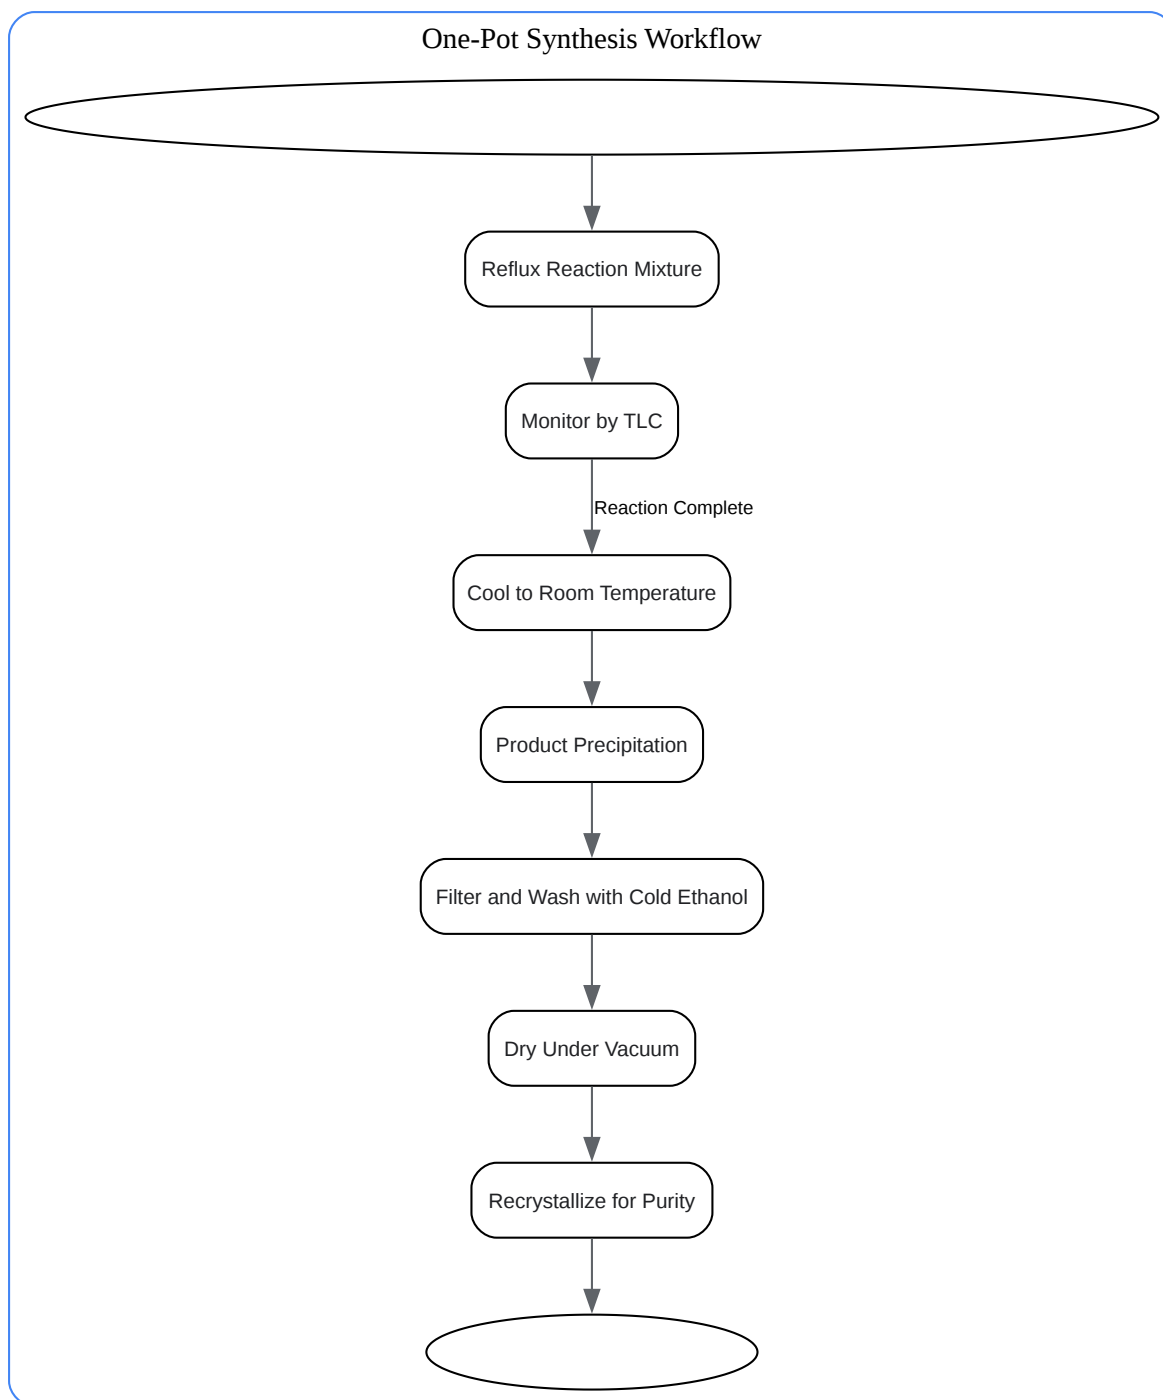 One-Pot Synthesis Workflow
Reflux Reaction Mixture
Monitor by TLC
Reaction Complete
Cool to Room Temperature
Product Precipitation
Filter and Wash with Cold Ethanol
Dry Under Vacuum
Recrystallize for Purity